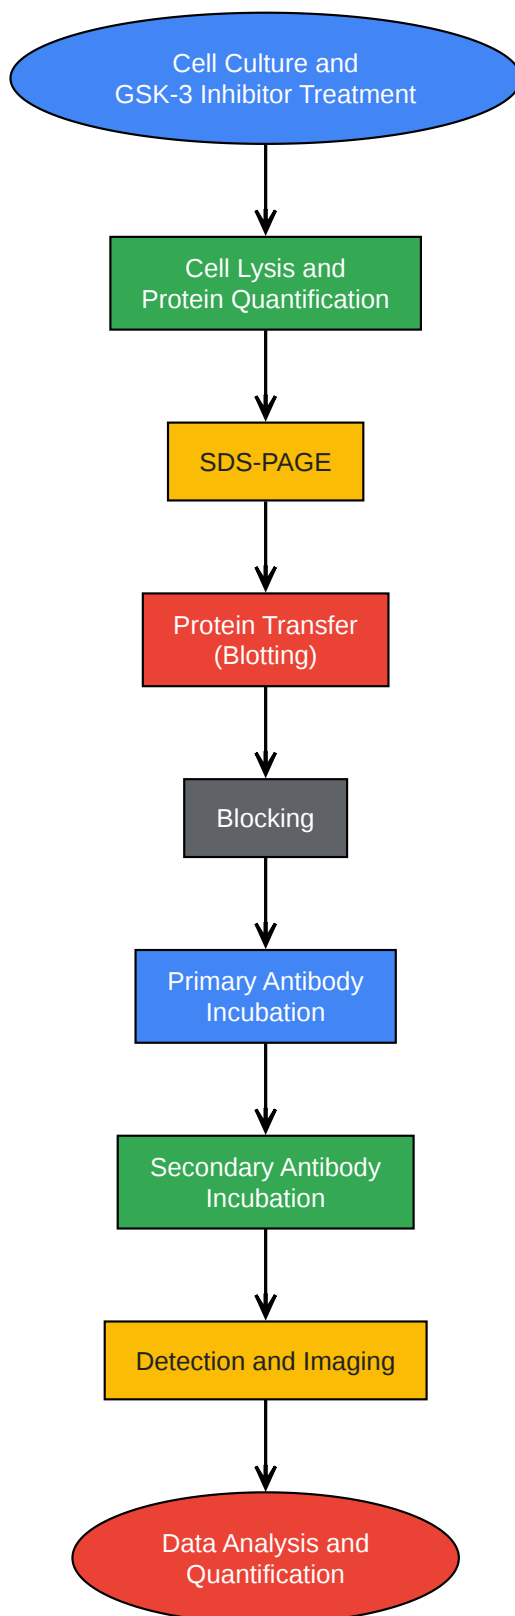 Cell Culture and
GSK-3 Inhibitor Treatment
Cell Lysis and
Protein Quantification
SDS-PAGE
Protein Transfer
(Blotting)
Blocking
Primary Antibody
Incubation
Secondary Antibody
Incubation
Detection and Imaging
Data Analysis and
Quantification